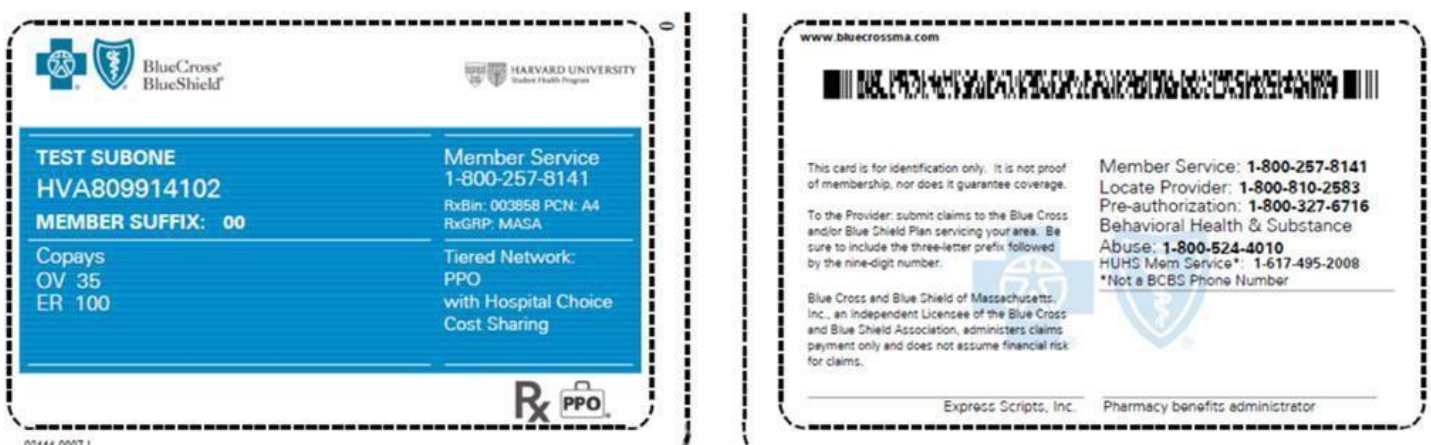 BlueCross®
BlueShield®
HARVARD UNIVERSITY
Student Health Program
TEST SUBONE
HVA809914102
MEMBER SUFFIX: 00
Member Service
1-800-257-8141
RxBin: 003858 PCN: A4
RxGRP: MASA
Copays
OV 35
ER 100
Tiered Network:
PPO
with Hospital Choice
Cost Sharing
Rx PPO®
0
www.bluecrossma.com
This card is for identification only. It is not proof
of membership, nor does it guarantee coverage.
To the Provider: submit claims to the Blue Cross
and/or Blue Shield Plan servicing your area. Be
sure to include the three-letter prefix followed
by the nine-digit number.
Blue Cross and Blue Shield of Massachusetts,
Inc., an Independent Licensee of the Blue Cross
and Blue Shield Association, administers claims
payment only and does not assume financial risk
for claims.
Member Service: 1-800-257-8141
Locate Provider: 1-800-810-2583
Pre-authorization: 1-800-327-6716
Behavioral Health & Substance
Abuse: 1-800-524-4010
HUHS Mem Service*: 1-617-495-2008
*Not a BCBS Phone Number
Express Scripts, Inc.
Pharmacy benefits administrator